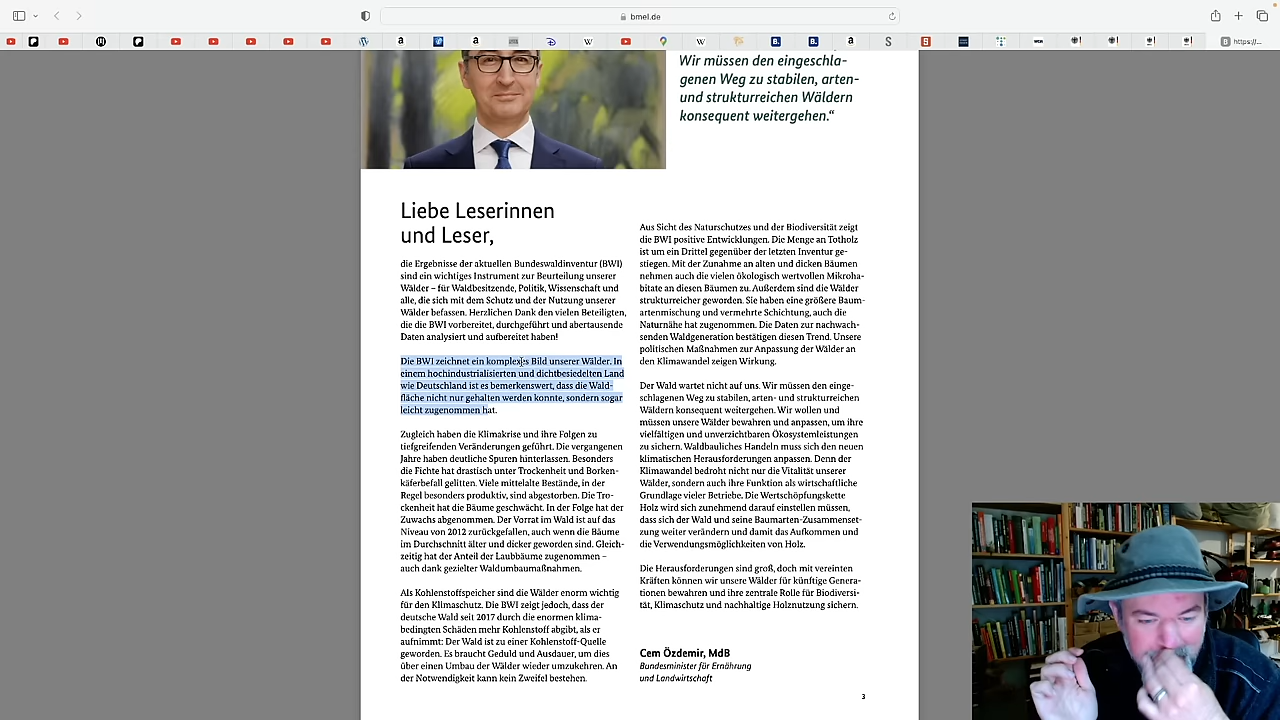 bmel.de
https://...
Wir müssen den eingeschla-
genen Weg zu stabilen, arten-
und strukturreichen Wäldern
konsequent weitergehen.“
Liebe Leserinnen
und Leser,
die Ergebnisse der aktuellen Bundeswaldinventur (BWI)
sind ein wichtiges Instrument zur Beurteilung unserer
Wälder – für Waldbesitzende, Politik, Wissenschaft und
alle, die sich mit dem Schutz und der Nutzung unserer
Wälder befassen. Herzlichen Dank den vielen Beteiligten,
die die BWI vorbereitet, durchgeführt und abertausende
Daten analysiert und aufbereitet haben!
Die BWI zeichnet ein komplexes Bild unserer Wälder. In
einem hochindustrialisierten und dichtbesiedelten Land
wie Deutschland ist es bemerkenswert, dass die Wald-
fläche nicht nur gehalten werden konnte, sondern sogar
leicht zugenommen hat.
Zugleich haben die Klimakrise und ihre Folgen zu
tiefgreifenden Veränderungen geführt. Die vergangenen
Jahre haben deutliche Spuren hinterlassen. Besonders
die Fichte hat drastisch unter Trockenheit und Borken-
käferbefall gelitten. Viele mittelalte Bestände, in der
Regel besonders produktiv, sind abgestorben. Die Tro-
ckenheit hat die Bäume geschwächt. In der Folge hat der
Zuwachs abgenommen. Der Vorrat im Wald ist auf das
Niveau von 2012 zurückgefallen, auch wenn die Bäume
im Durchschnitt älter und dicker geworden sind. Gleich-
zeitig hat der Anteil der Laubbäume zugenommen –
auch dank gezielter Waldumbaumaßnahmen.
Als Kohlenstoffspeicher sind die Wälder enorm wichtig
für den Klimaschutz. Die BWI zeigt jedoch, dass der
deutsche Wald seit 2017 durch die enormen klima-
bedingten Schäden mehr Kohlenstoff abgibt, als er
aufnimmt: Der Wald ist zu einer Kohlenstoff-Quelle
geworden. Es braucht Geduld und Ausdauer, um dies
über einen Umbau der Wälder wieder umzukehren. An
der Notwendigkeit kann kein Zweifel bestehen.
Aus Sicht des Naturschutzes und der Biodiversität zeigt
die BWI positive Entwicklungen. Die Menge an Totholz
ist um ein Drittel gegenüber der letzten Inventur ge-
stiegen. Mit der Zunahme an alten und dicken Bäumen
nehmen auch die vielen ökologisch wertvollen Mikroha-
bitate an diesen Bäumen zu. Außerdem sind die Wälder
strukturreicher geworden. Sie haben eine größere Baum-
artenmischung und vermehrte Schichtung, auch die
Naturnähe hat zugenommen. Die Daten zur nachwach-
senden Waldgeneration bestätigen diesen Trend. Unsere
politischen Maßnahmen zur Anpassung der Wälder an
den Klimawandel zeigen Wirkung.
Der Wald wartet nicht auf uns. Wir müssen den einge-
schlagenen Weg zu stabilen, arten- und strukturreichen
Wäldern konsequent weitergehen. Wir wollen und
müssen unsere Wälder bewahren und anpassen, um ihre
vielfältigen und unverzichtbaren Ökosystemleistungen
zu sichern. Waldbauliches Handeln muss sich den neuen
klimatischen Herausforderungen anpassen. Denn der
Klimawandel bedroht nicht nur die Vitalität unserer
Wälder, sondern auch ihre Funktion als wirtschaftliche
Grundlage vieler Betriebe. Die Wertschöpfungskette
Holz wird sich zunehmend darauf einstellen müssen,
dass sich der Wald und seine Baumarten-Zusammenset-
zung weiter verändern und damit das Aufkommen und
die Verwendungsmöglichkeiten von Holz.
Die Herausforderungen sind groß, doch mit vereinten
Kräften können wir unsere Wälder für künftige Genera-
tionen bewahren und ihre zentrale Rolle für Biodiversi-
tät, Klimaschutz und nachhaltige Holznutzung sichern.
Cem Özdemir, MdB
Bundesminister für Ernährung
und Landwirtschaft
3